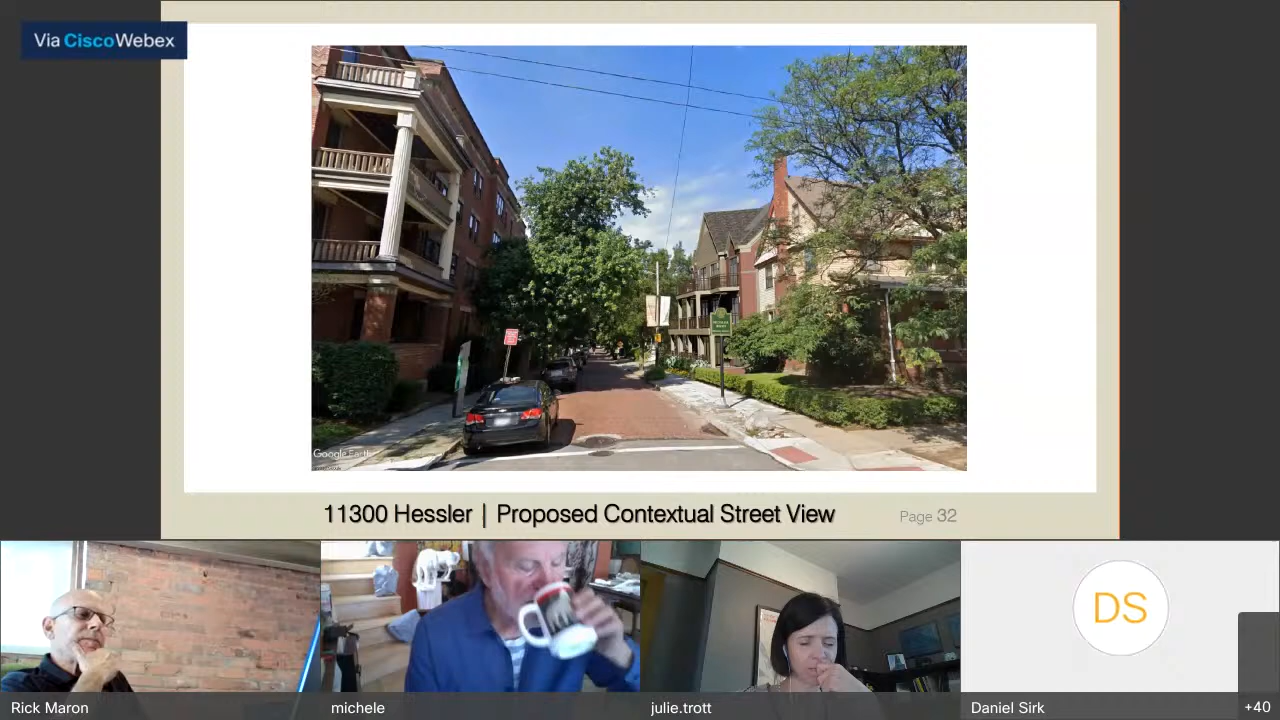 Via CiscoWebex
Google Earth
11300 Hessler | Proposed Contextual Street View
Page 32
DS
Rick Maron
michele
julie.trott
Daniel Sirk
+40